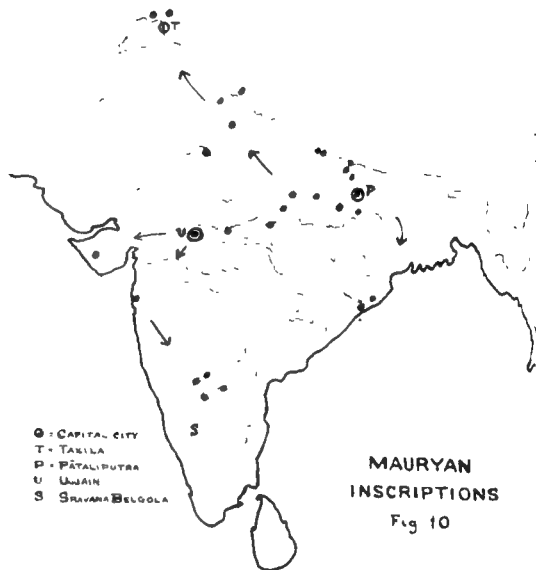 T
P
U
S
⊙ = CAPITAL CITY
T = TAXILA
P = PĀTALIPUTRA
U UJJAIN
S SRAVANA BELGOLA
MAURYAN
INSCRIPTIONS
Fig 10